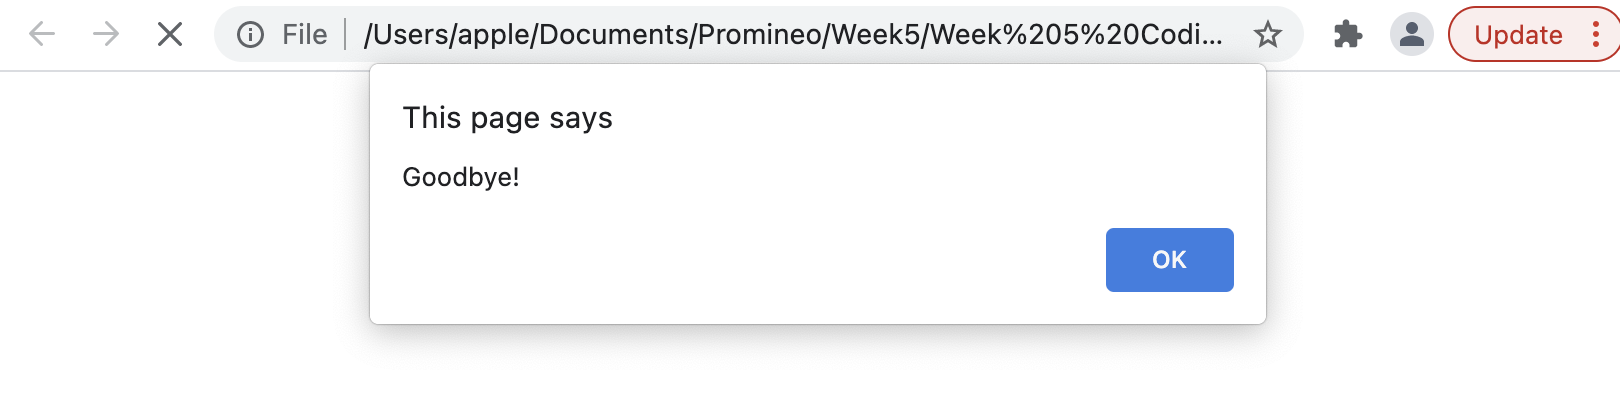 File | /Users/apple/Documents/Promineo/Week5/Week%205%20Codi...
Update
This page says
Goodbye!
OK